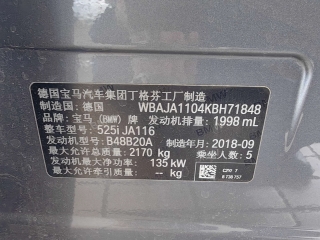 德国宝马汽车集团丁格芬工厂制造
制造国：德国 WBAJA1104KBH71848
宝马 (BMW) 牌 发动机排量：1998 mL
整车型号：525i JA116
发动机型号：B48B20A 制造年月：2018-09
最大允许总质量：2170 kg 乘坐人数：5
发动机最大净功率：135 kW
最大允许牵引质量：-- kg